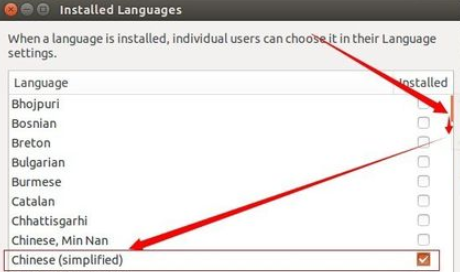 Installed Languages
When a language is installed, individual users can choose it in their Language
settings.
Language Installed
Bhojpuri
Bosnian
Breton
Bulgarian
Burmese
Catalan
Chhattisgarhi
Chinese, Min Nan
Chinese (simplified)